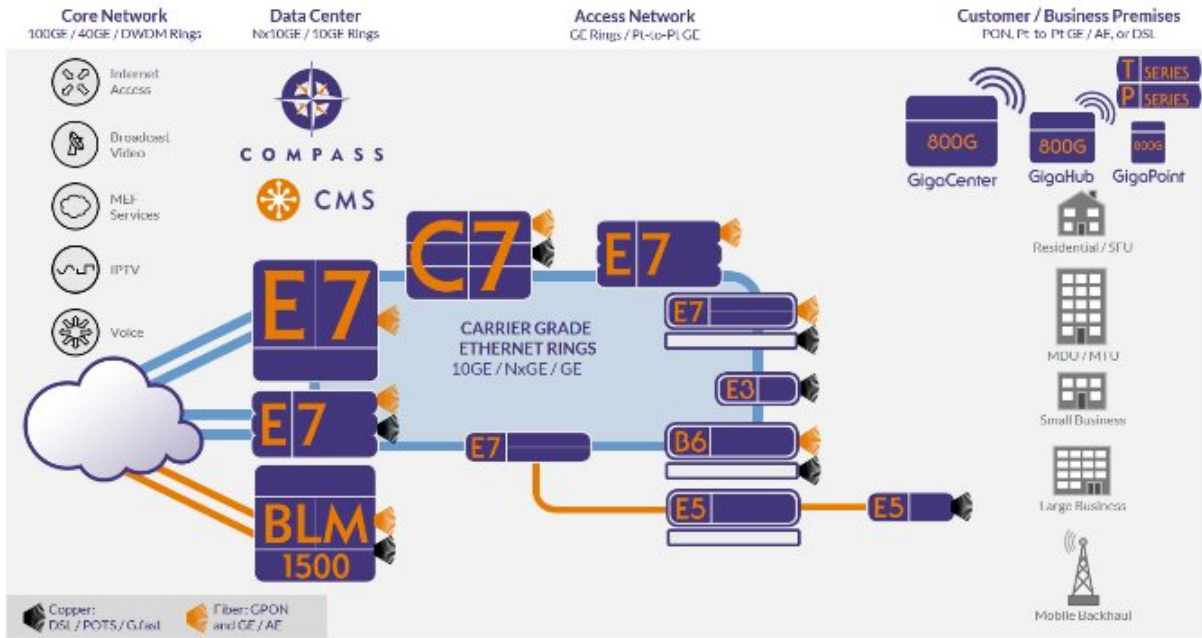 Core Network
100GE / 40GE / DWDM Rings
Data Center
Nx10GE / 10GE Rings
Access Network
GE Rings / Pt-to-Pt GE
Customer / Business Premises
PON, Pt to Pt GE / AE, or DSL
Internet
Access
Broadcast
Video
MEF
Services
IPTV
Voice
COMPASS
CMS
T SERIES
P SERIES
800G
GigaCenter
800G
GigaHub
800G
GigaPoint
Residential / SFU
MDU / MTU
Small Business
Large Business
Mobile Backhaul
E7
C7
E7
E7
E3
B6
E5
E5
E7
E7
BLM
1500
CARRIER GRADE
ETHERNET RINGS
10GE / NxGE / GE
Copper:
DSL / POTS / G.fast
Fiber: GPON
and GE / AE